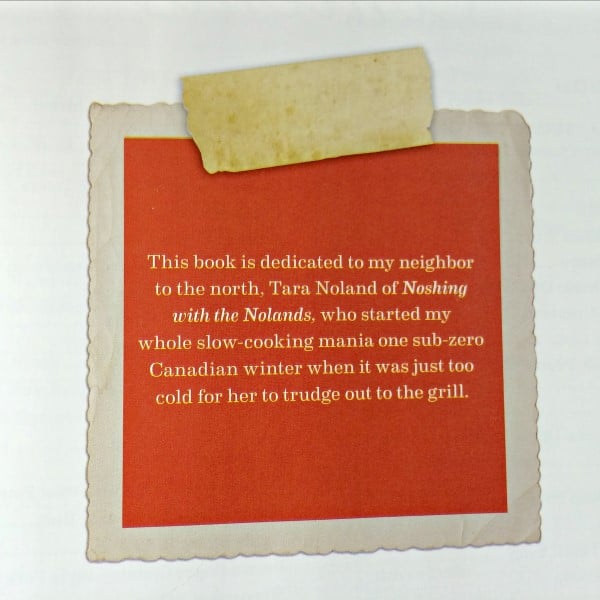 This book is dedicated to my neighbor
to the north, Tara Noland of Noshing
with the Nolands, who started my
whole slow-cooking mania one sub-zero
Canadian winter when it was just too
cold for her to trudge out to the grill.